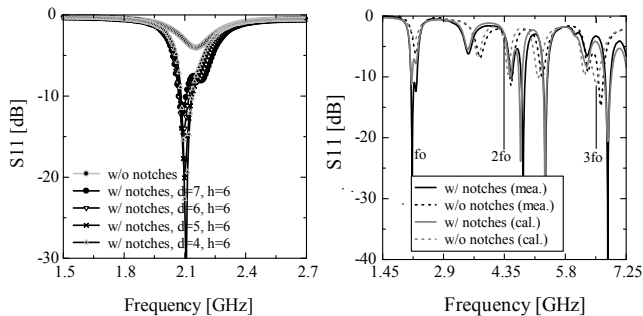 0
-10
-20
-30
S11 [dB]
w/o notches
w/ notches, d=7, h=6
w/ notches, d=6, h=6
w/ notches, d=5, h=6
w/ notches, d=4, h=6
1.5 1.8 2.1 2.4 2.7
Frequency [GHz]
0
-10
-20
-30
-40
S11 [dB]
fo
2fo
3fo
w/ notches (mea.)
w/o notches (mea.)
w/ notches (cal.)
w/o notches (cal.)
1.45 2.9 4.35 5.8 7.25
Frequency [GHz]